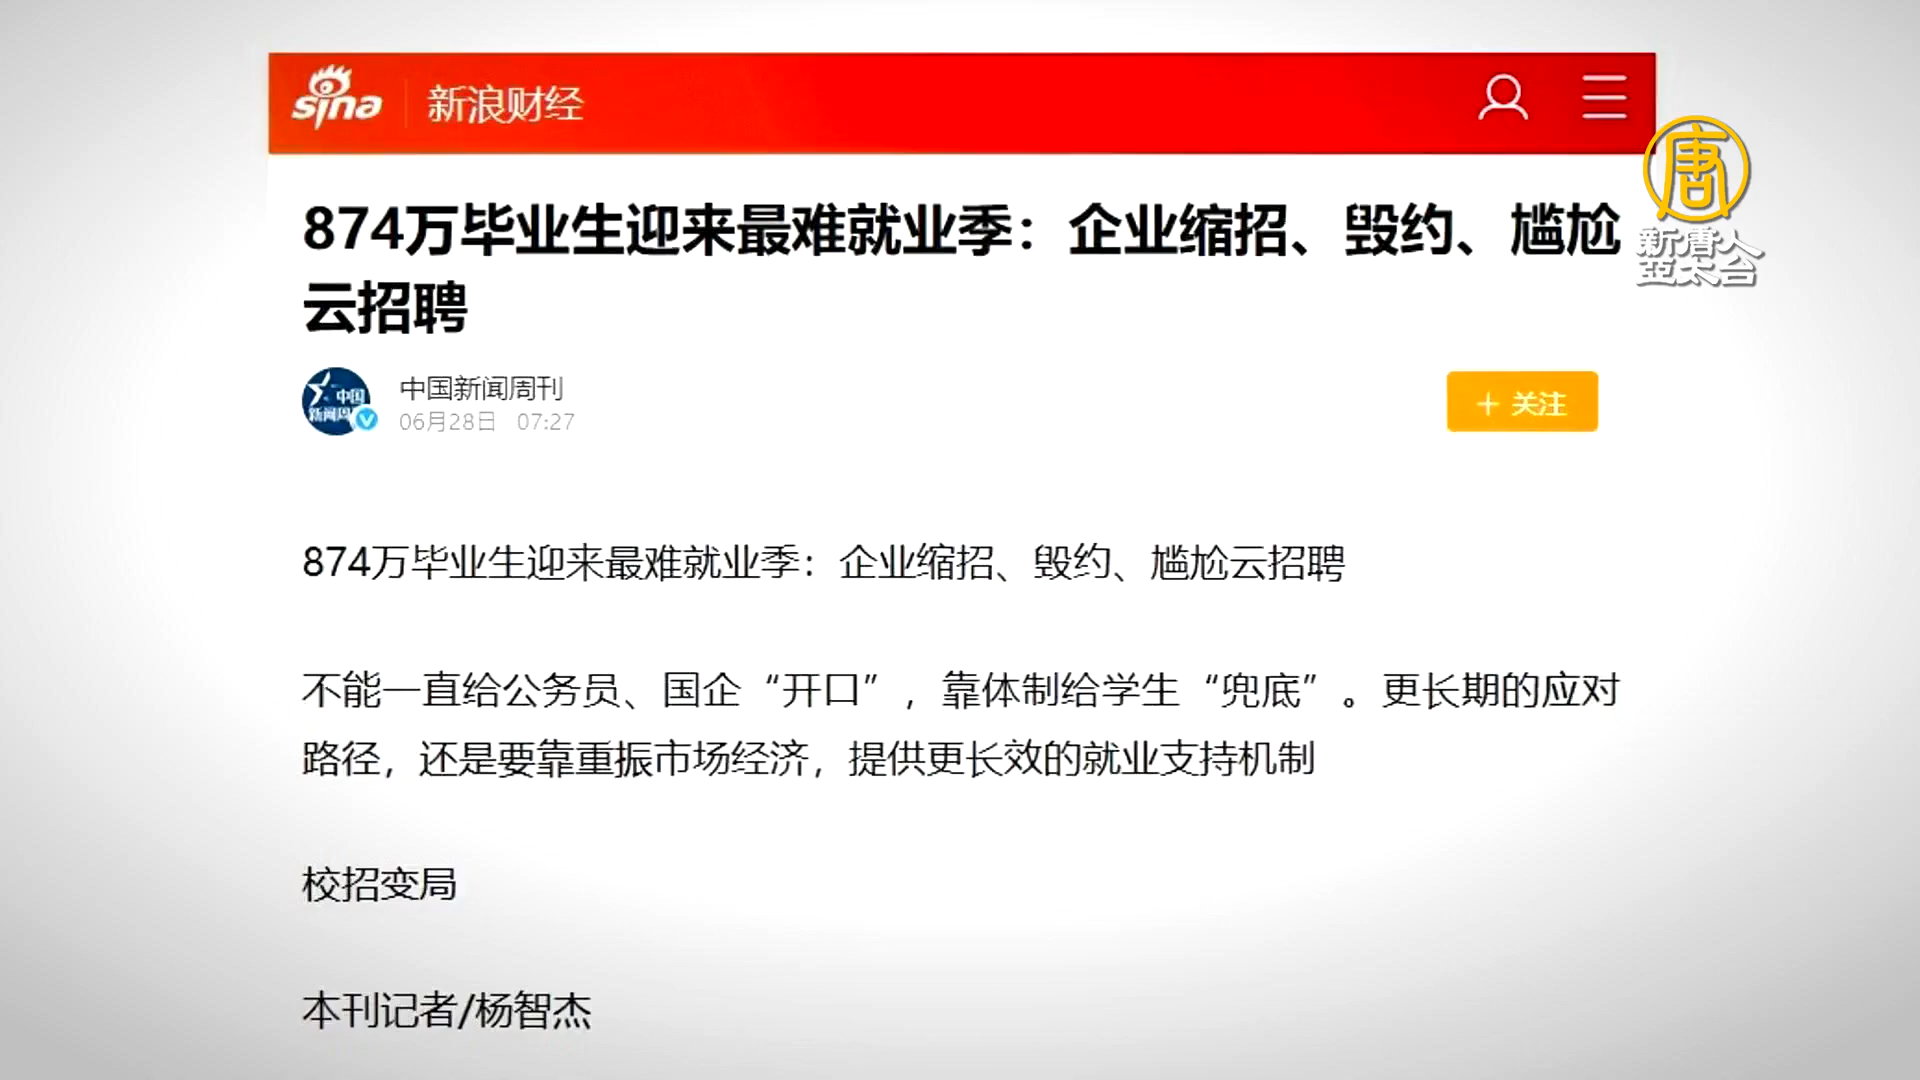 sina 新浪财经
唐
新唐人
亞太台
874万毕业生迎来最难就业季：企业缩招、毁约、尴尬
云招聘
中国
新闻周
中国新闻周刊
06月28日 07:27
+ 关注
874万毕业生迎来最难就业季：企业缩招、毁约、尴尬云招聘
不能一直给公务员、国企“开口”，靠体制给学生“兜底”。更长期的应对
路径，还是要靠重振市场经济，提供更长效的就业支持机制
校招变局
本刊记者/杨智杰